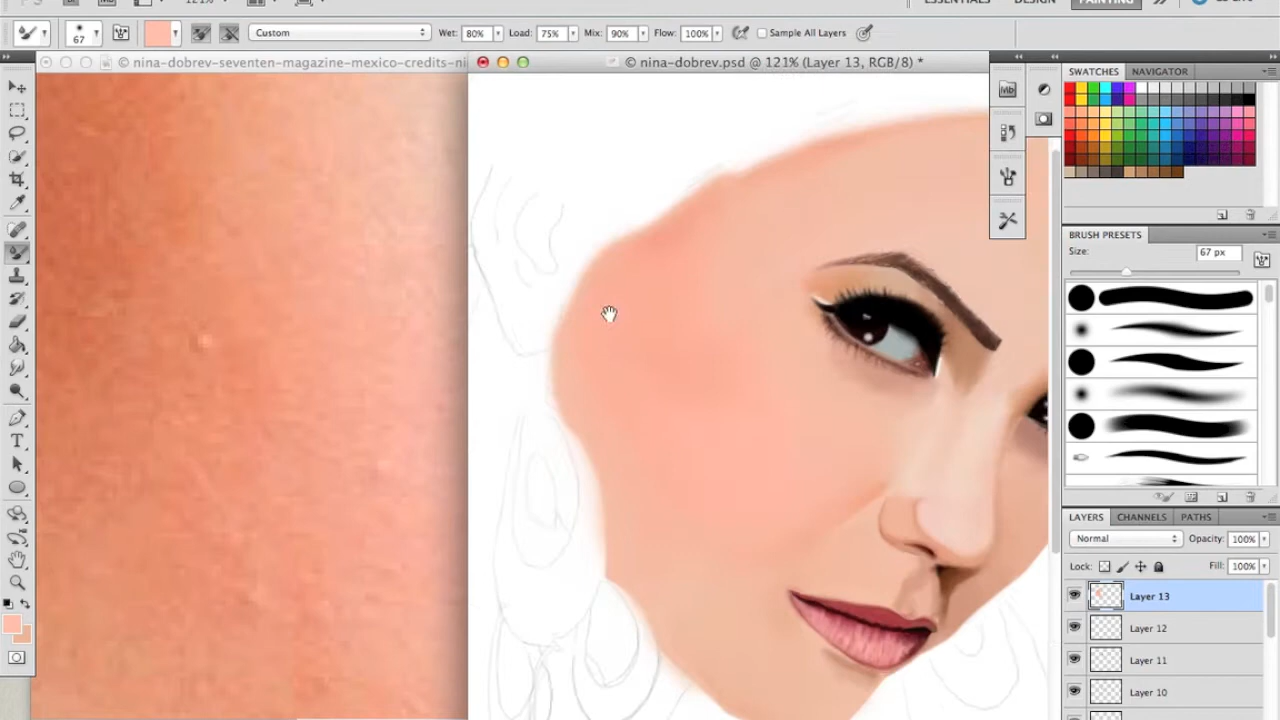 121%
ESSENTIALS DESIGN PAINTING
Custom Wet: 80% Load: 75% Mix: 90% Flow: 100% Sample All Layers
© nina-dobrev-seventen-magazine-mexico-credits-ni
© nina-dobrev.psd @ 121% (Layer 13, RGB/8) *
Mb
SWATCHES NAVIGATOR
BRUSH PRESETS
Size: 67 px
67
T
LAYERS CHANNELS PATHS
Normal Opacity: 100%
Lock: Fill: 100%
Layer 13
Layer 12
Layer 11
Layer 10